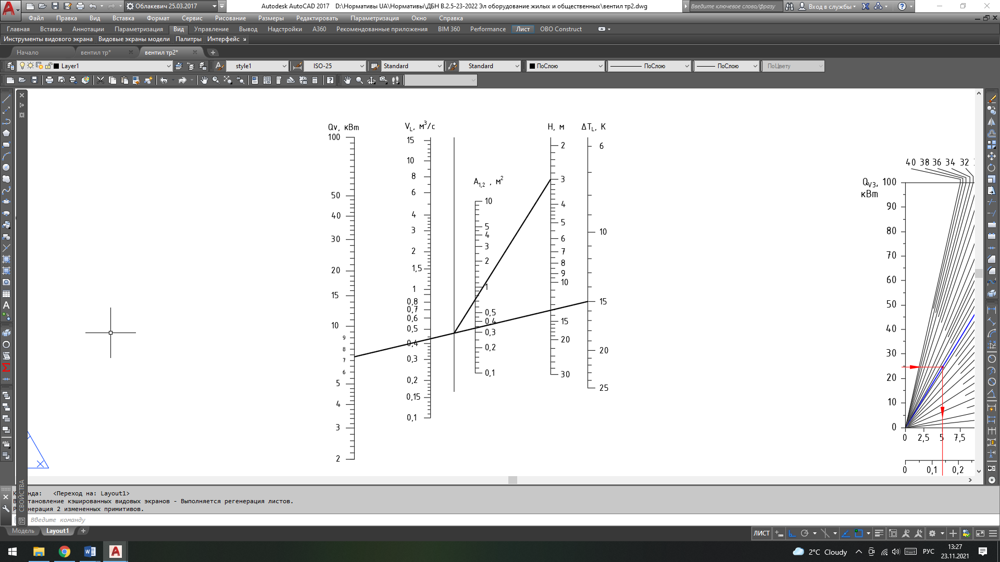 Облакевич 25.03.2017
Autodesk AutoCAD 2017 D:\Нормативы UA\Нормативы\ДБН В.2.5-23-2022 Эл оборудование жилых и общественных\вентил тр2.dwg
Введите ключевое слово/фразу
Вход в службы
Файл Правка Вид Вставка Формат Сервис Рисование Размеры Редактировать Параметризация Окно Справка
Главная Вставка Аннотации Параметризация Вид Управление Вывод Надстройки A360 Рекомендованные приложения BIM 360 Performance Лист OBO Construct
Инструменты видового экрана Видовые экраны модели Палитры Интерфейс
Начало вентил тр* вентил тр2*
Layer1 style1 ISO-25 Standard Standard ПоСлою ПоСлою ПоСлою ПоЦвету
Qv, кВт
100
50
40
30
20
15
10
9
8
7
6
5
4
3
2
VL, м3/с
15
10
8
6
4
3
2
1,5
1
0,8
0,7
0,6
0,5
0,4
0,3
0,2
0,15
0,1
A1,2 , м2
10
5
4
3
2
1
0,5
0 4
0,3
0,2
0,1
H, м
2
3
4
5
6
7
8
9
10
15
20
30
ΔTL, K
6
10
15
20
25
40 38 36 34 32
QV3, кВт
100
90
80
70
60
50
40
30
20
10
0
0 2,5 5 7,5
0 0,1 0,2
СВОЙСТВА
нда: <Переход на: Layout1>
тановление кэшированных видовых экранов - Выполняется регенерация листов.
нерация 2 измененных примитивов.
Введите команду
Модель Layout1
ЛИСТ
2°C Cloudy
РУС
13:27
23.11.2021